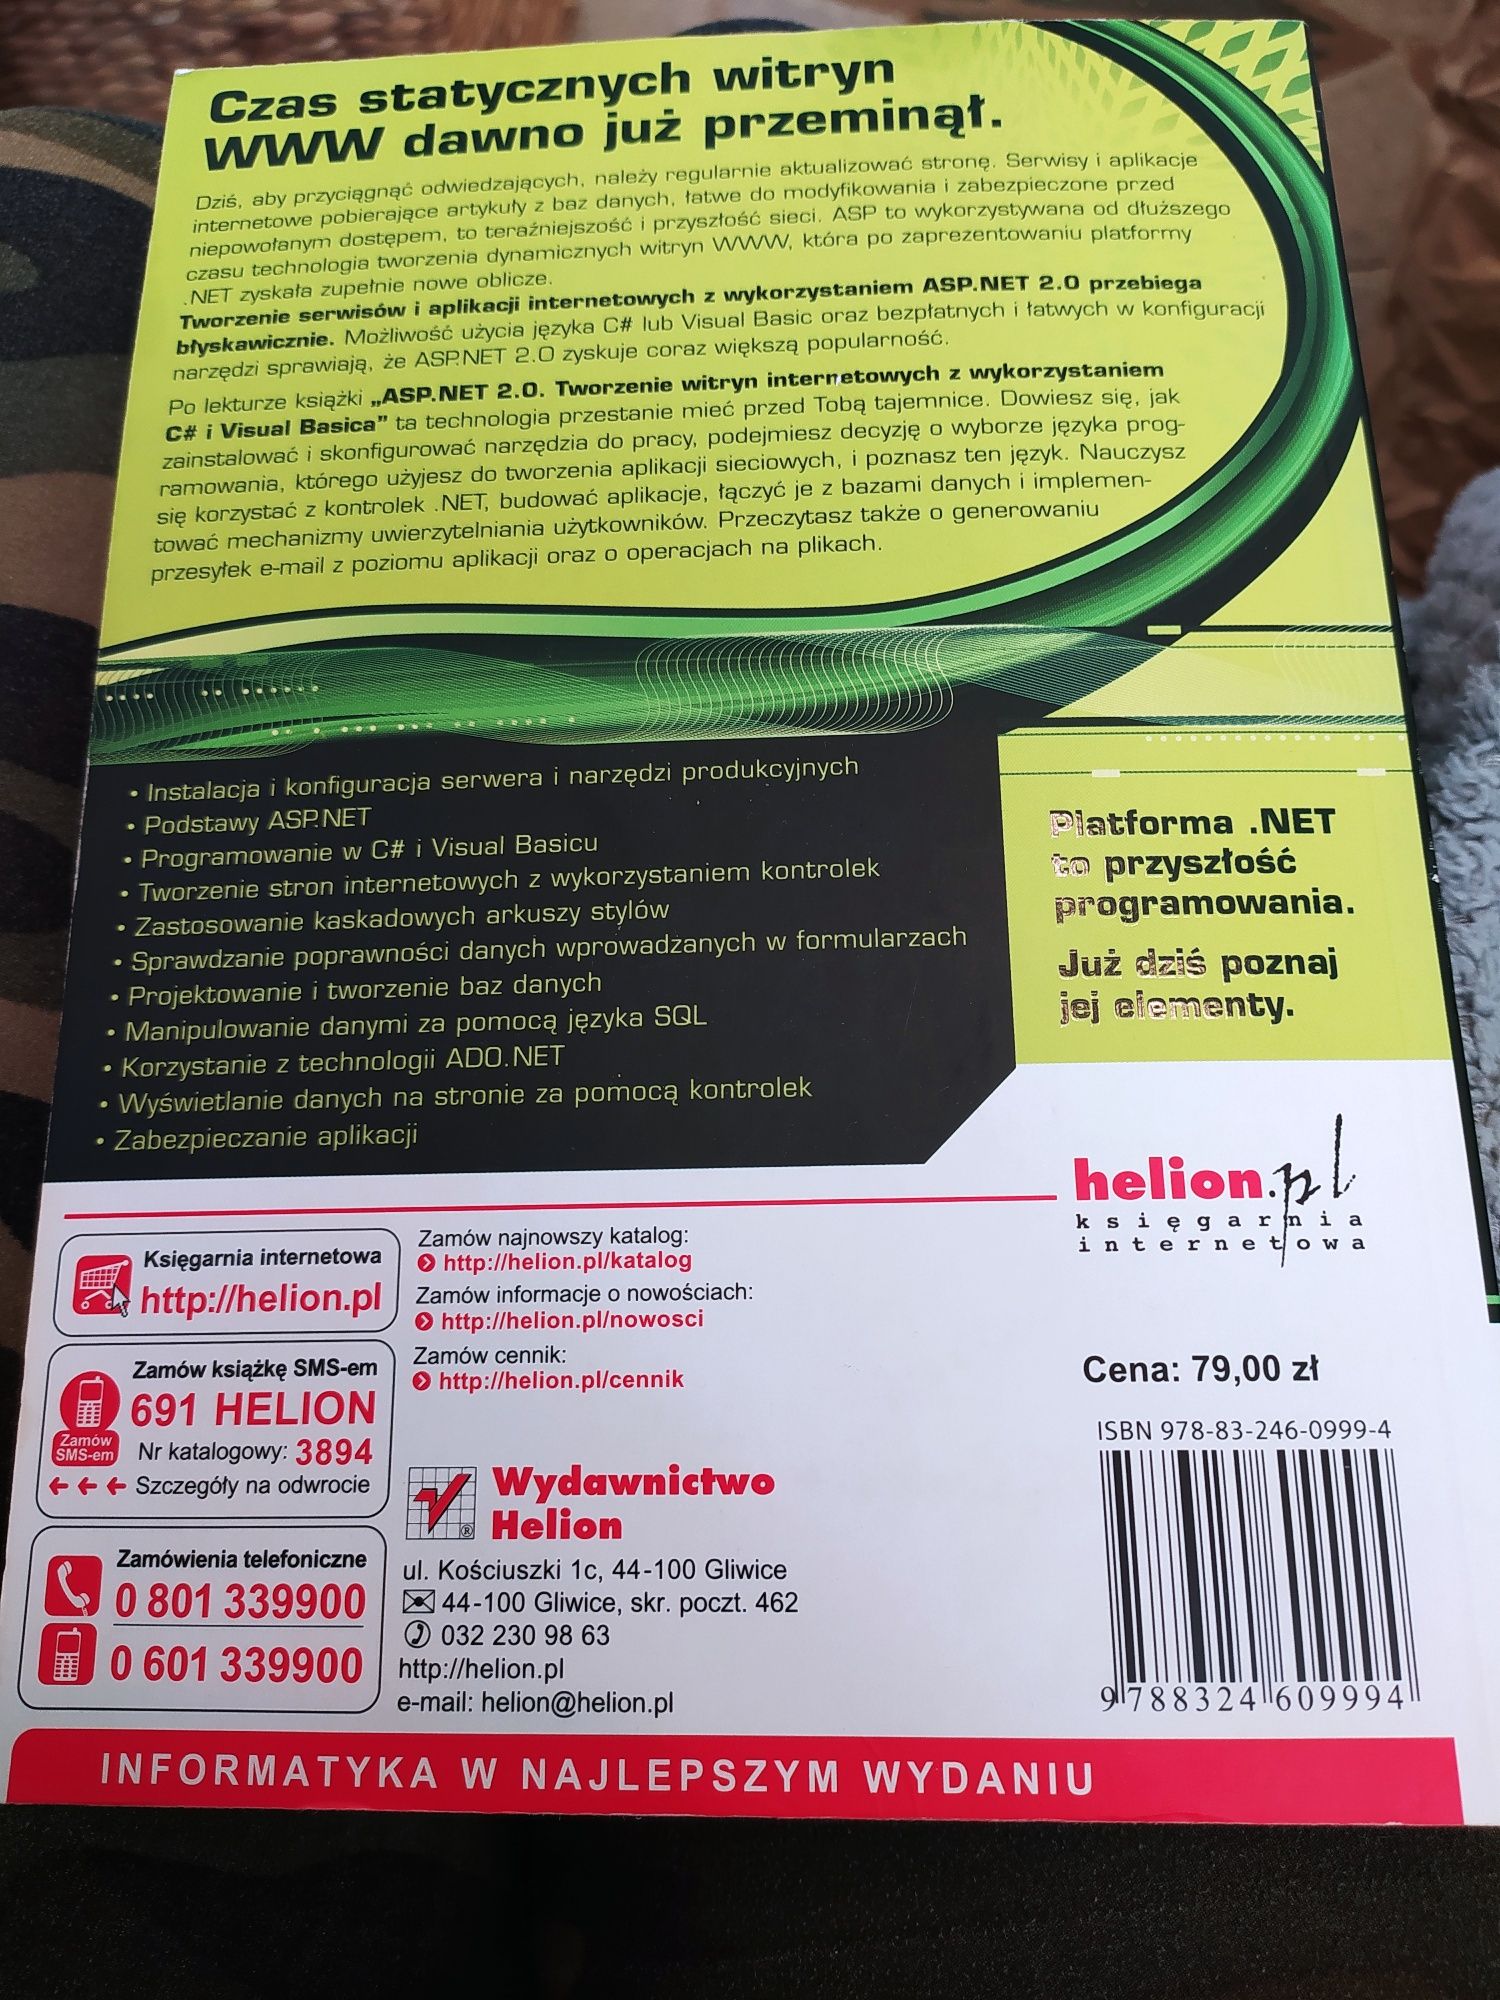 Czas statycznych witryn
WWW dawno już przeminął.
Dziś, aby przyciągnąć odwiedzających, należy regularnie aktualizować stronę. Serwisy i aplikacje
internetowe pobierające artykuły z baz danych, łatwe do modyfikowania i zabezpieczone przed
niepowołanym dostępem, to teraźniejszość i przyszłość sieci. ASP to wykorzystywana od dłuższego
czasu technologia tworzenia dynamicznych witryn WWW, która po zaprezentowaniu platformy
.NET zyskała zupełnie nowe oblicze.
Tworzenie serwisów i aplikacji internetowych z wykorzystaniem ASP.NET 2.0 przebiega
błyskawicznie. Możliwość użycia języka C# lub Visual Basic oraz bezpłatnych i łatwych w konfiguracji
narzędzi sprawiają, że ASP.NET 2.0 zyskuje coraz większą popularność.
Po lekturze książki „ASP.NET 2.0. Tworzenie witryn internetowych z wykorzystaniem
C# i Visual Basica” ta technologia przestanie mieć przed Tobą tajemnice. Dowiesz się, jak
zainstalować i skonfigurować narzędzia do pracy, podejmiesz decyzję o wyborze języka prog-
ramowania, którego użyjesz do tworzenia aplikacji sieciowych, i poznasz ten język. Nauczysz
się korzystać z kontrolek .NET, budować aplikacje, łączyć je z bazami danych i implemen-
tować mechanizmy uwierzytelniania użytkowników. Przeczytasz także o generowaniu
przesyłek e-mail z poziomu aplikacji oraz o operacjach na plikach.
• Instalacja i konfiguracja serwera i narzędzi produkcyjnych
• Podstawy ASP.NET
• Programowanie w C# i Visual Basicu
• Tworzenie stron internetowych z wykorzystaniem kontrolek
• Zastosowanie kaskadowych arkuszy stylów
• Sprawdzanie poprawności danych wprowadzanych w formularzach
• Projektowanie i tworzenie baz danych
• Manipulowanie danymi za pomocą języka SQL
• Korzystanie z technologii ADO.NET
• Wyświetlanie danych na stronie za pomocą kontrolek
• Zabezpieczanie aplikacji
Platforma .NET
to przyszłość
programowania.
Już dziś poznaj
jej elementy.
helion.pl
księgarnia
internetowa
Księgarnia internetowa
http://helion.pl
Zamów książkę SMS-em
691 HELION
Zamów
SMS-em
Nr katalogowy: 3894
Szczegóły na odwrocie
Zamówienia telefoniczne
0 801 339900
0 601 339900
Zamów najnowszy katalog:
http://helion.pl/katalog
Zamów informacje o nowościach:
http://helion.pl/nowosci
Zamów cennik:
http://helion.pl/cennik
Wydawnictwo
Helion
®
ul. Kościuszki 1c, 44-100 Gliwice
44-100 Gliwice, skr. poczt. 462
032 230 98 63
http://helion.pl
e-mail: helion@helion.pl
Cena: 79,00 zł
ISBN 978-83-246-0999-4
9 788324 609994
INFORMATYKA W NAJLEPSZYM WYDANIU